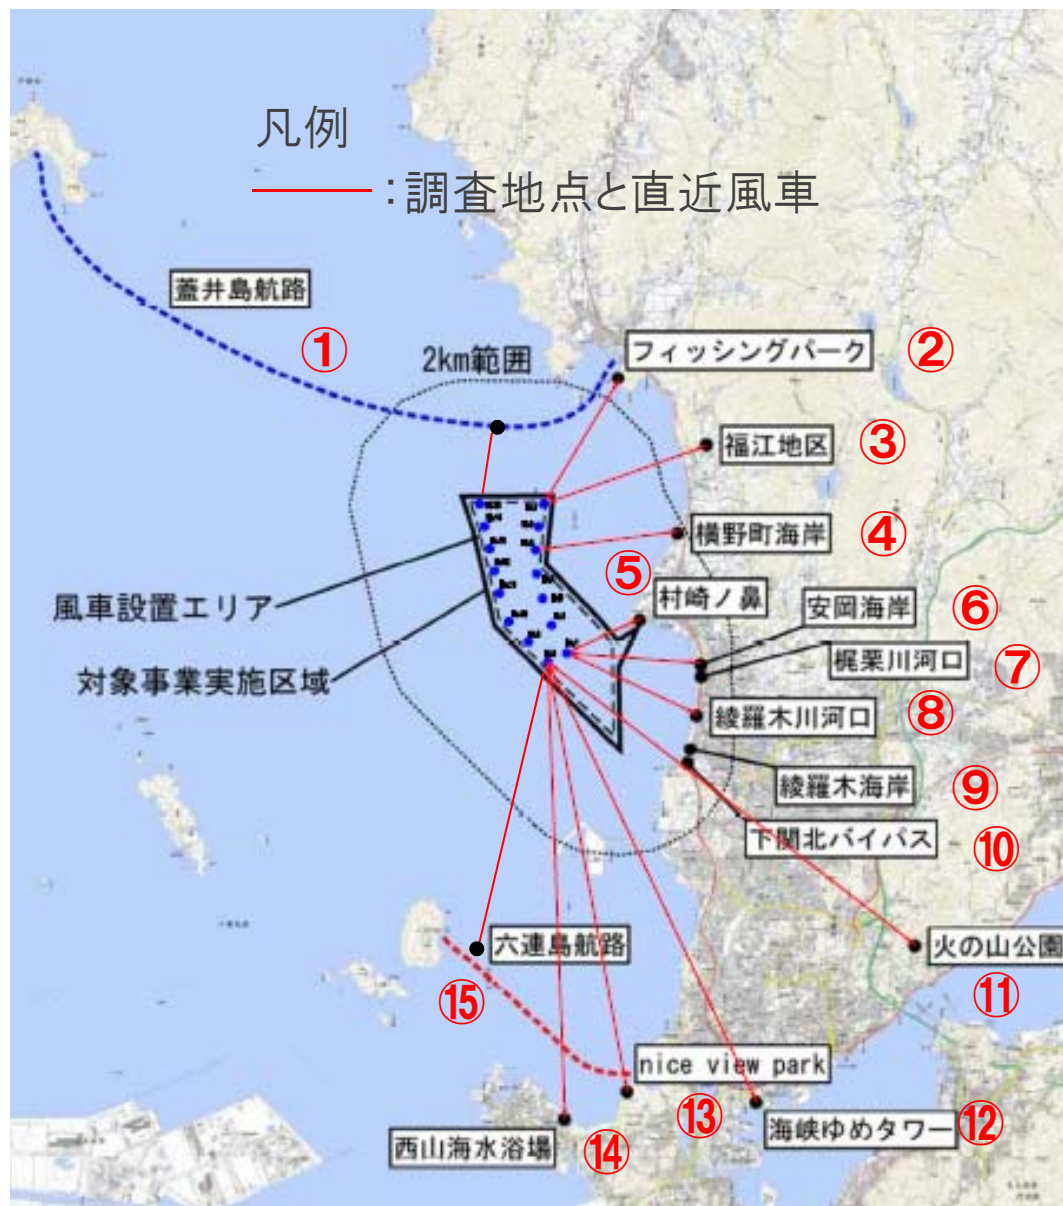 凡例
:調査地点と直近風車
蓋井島航路
①
2km範囲
フィッシングパーク
②
福江地区
③
横野町海岸
④
⑤
村崎ノ鼻
風車設置エリア
安岡海岸
⑥
対象事業実施区域
梶栗川河口
⑦
綾羅木川河口
⑧
綾羅木海岸
⑨
下関北バイパス
⑩
六連島航路
火の山公園
⑪
⑮
nice view park
⑬
海峡ゆめタワー
⑫
西山海水浴場
⑭